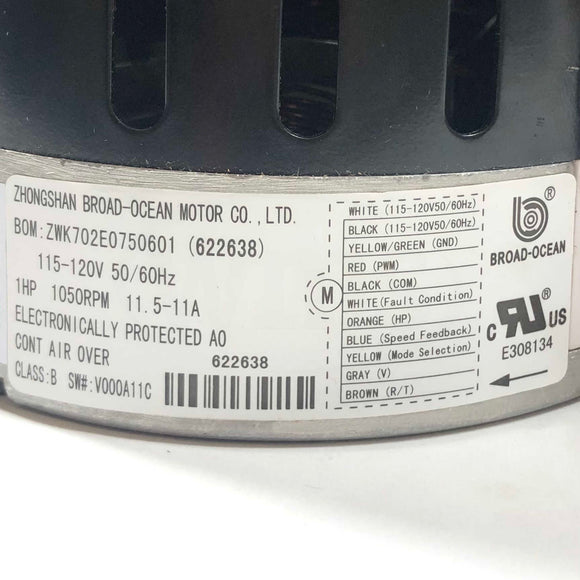 ZHONGSHAN BROAD-OCEAN MOTOR CO., LTD.
BOM:ZWK702E0750601 (622638)
115-120V 50/60Hz
1HP 1050RPM 11.5-11A
ELECTRONICALLY PROTECTED AO
CONT AIR OVER
CLASS:B SW#:V000A11C
622638
M
WHITE (115-120V50/60Hz)
BLACK (115-120V50/60Hz)
YELLOW/GREEN (GND)
RED (PWM)
BLACK (COM)
WHITE(Fault Condition)
ORANGE (HP)
BLUE (Speed Feedback)
YELLOW (Mode Selection)
GRAY (V)
BROWN (R/T)
®
BROAD-OCEAN
C RU US ®
E308134